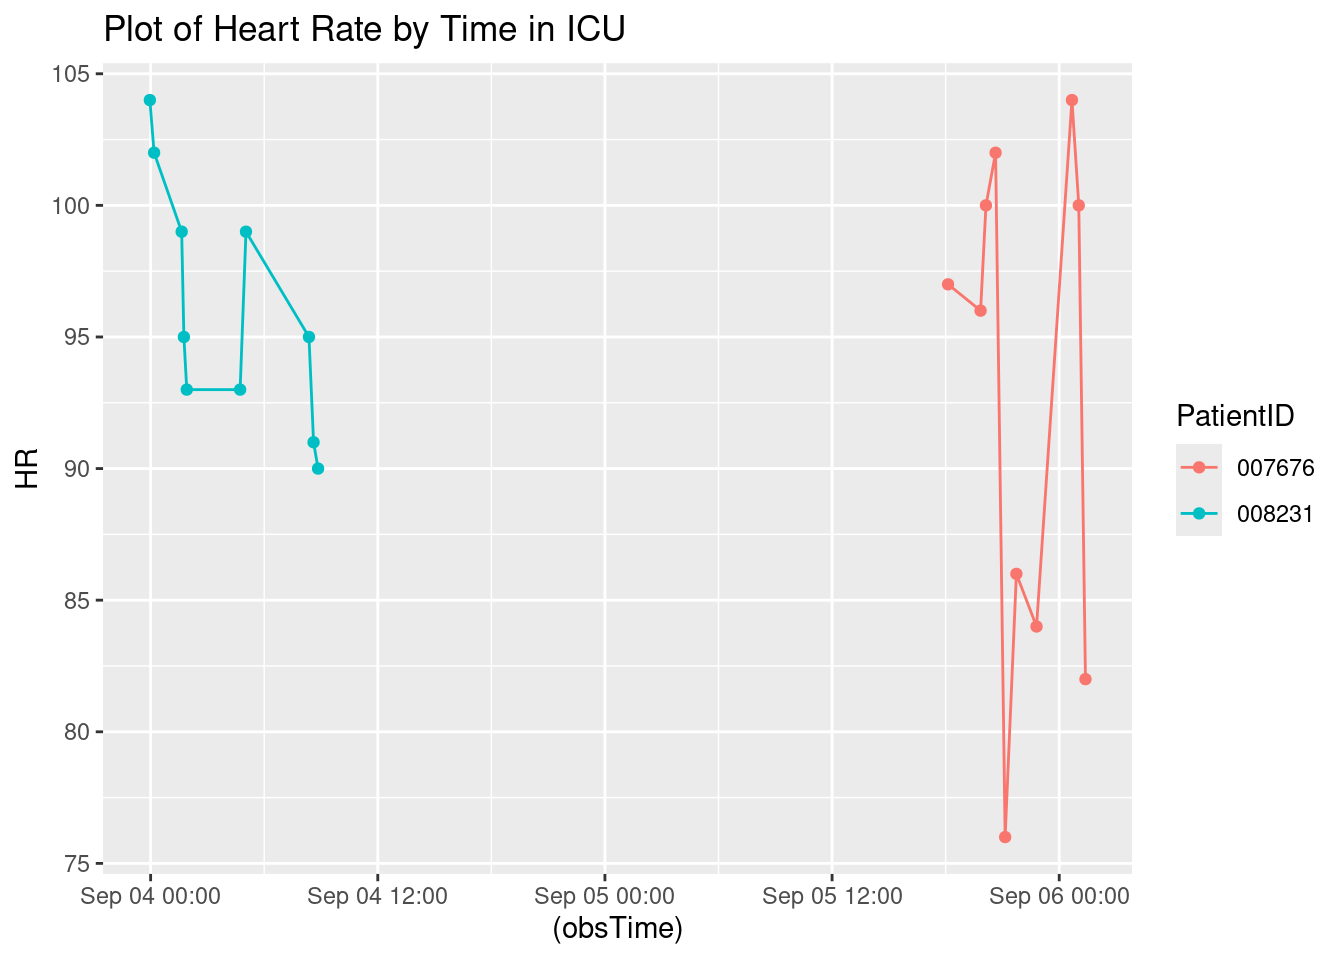 Plot of Heart Rate by Time in ICU
105
100
95
90
85
80
75
HR
Sep 04 00:00
Sep 04 12:00
Sep 05 00:00
Sep 05 12:00
Sep 06 00:00
(obsTime)
PatientID
007676
008231